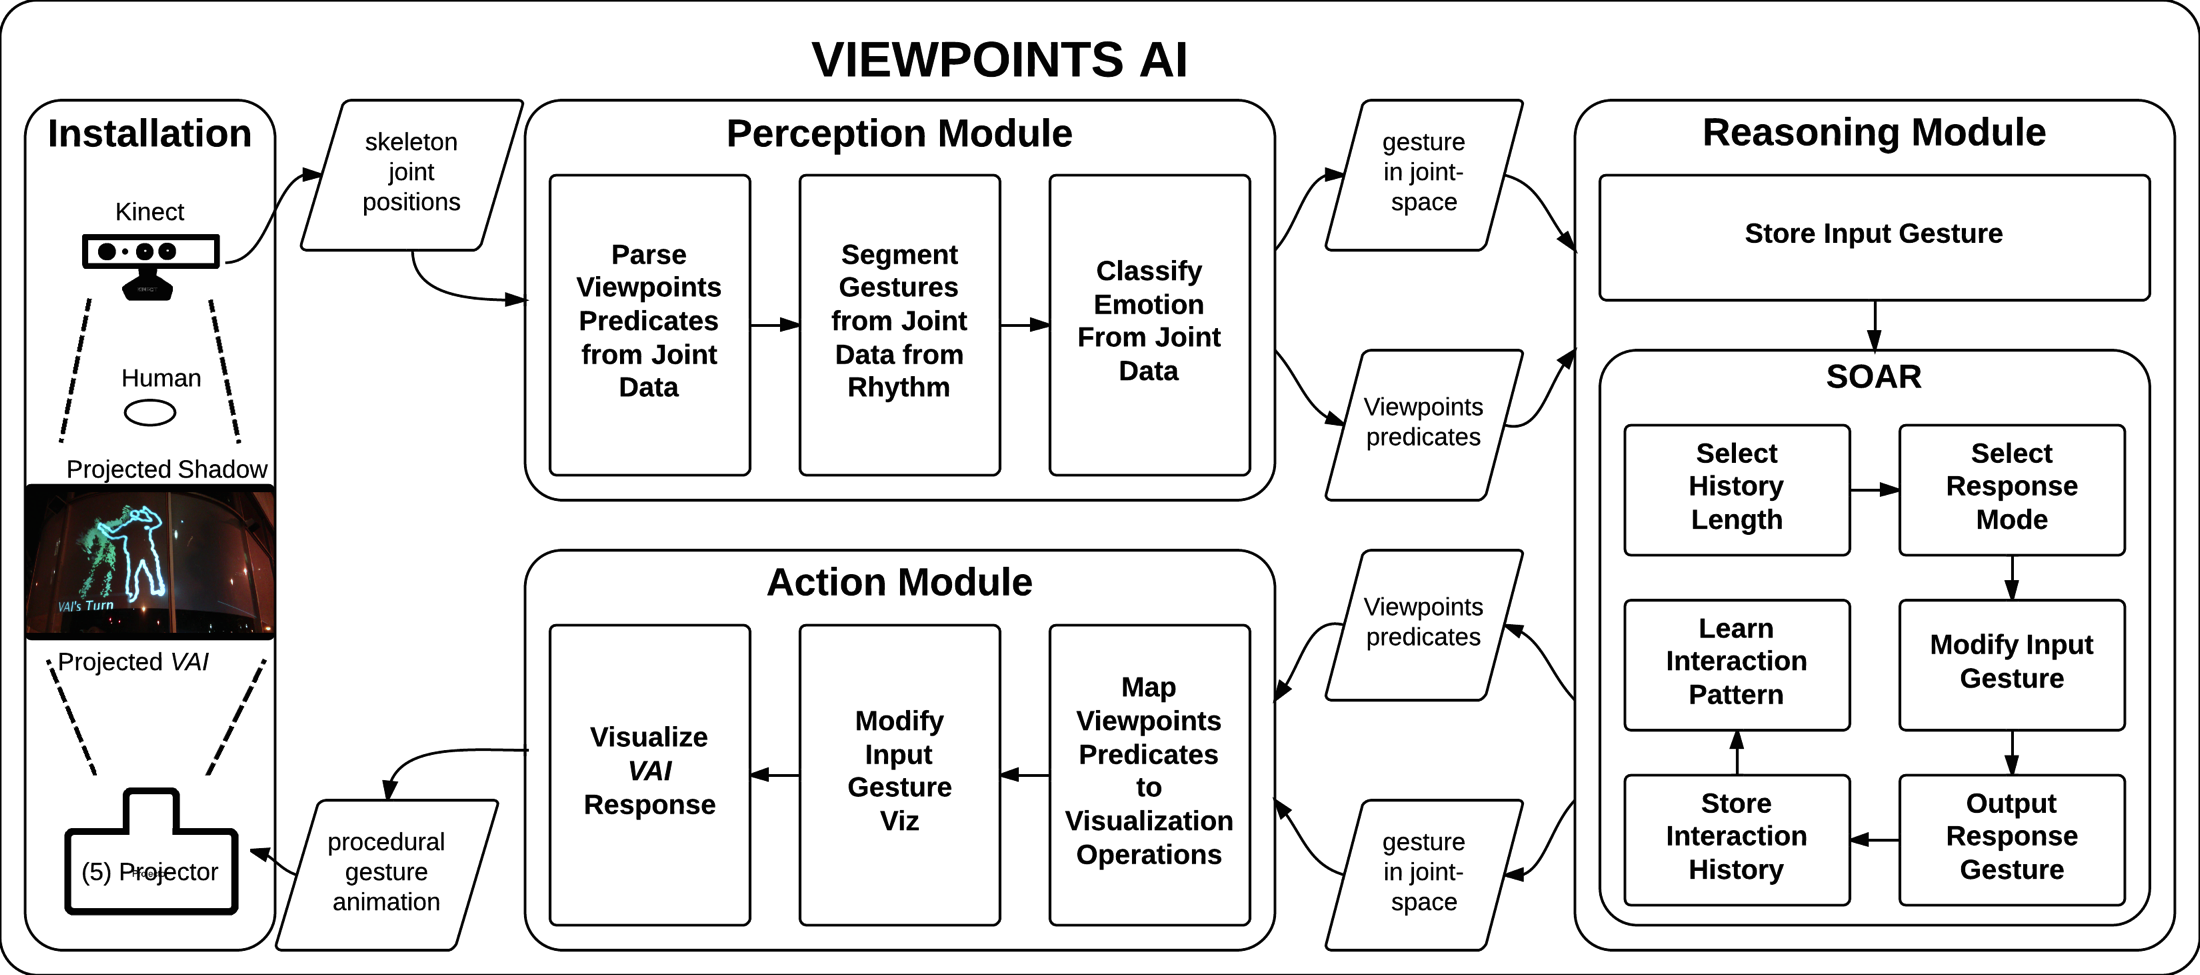 VIEWPOINTS AI
Installation
Kinect
Human
Projected Shadow
VAI's Turn
Projected VAI
(5) Projector
skeleton
joint
positions
Perception Module
Parse
Viewpoints
Predicates
from Joint
Data
Segment
Gestures
from Joint
Data from
Rhythm
Classify
Emotion
From Joint
Data
gesture
in joint-
space
Viewpoints
predicates
Reasoning Module
Store Input Gesture
SOAR
Select
History
Length
Select
Response
Mode
Modify Input
Gesture
Output
Response
Gesture
Store
Interaction
History
Learn
Interaction
Pattern
Viewpoints
predicates
gesture
in joint-
space
Action Module
Map
Viewpoints
Predicates
to
Visualization
Operations
Modify
Input
Gesture
Viz
Visualize
VAI
Response
procedural
gesture
animation